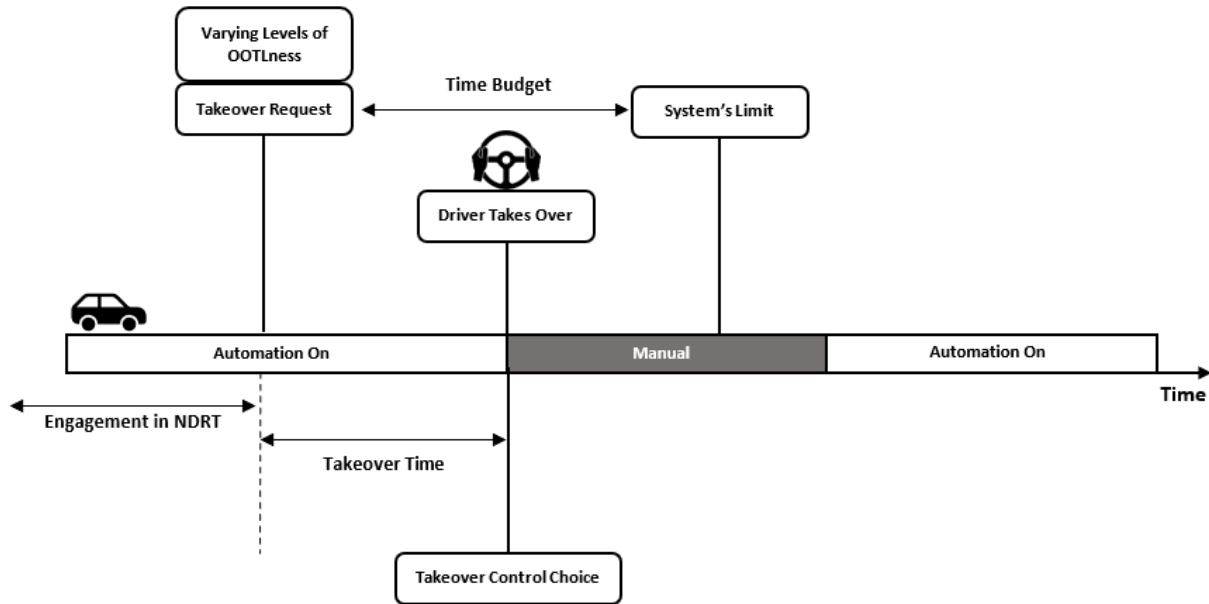 Varying Levels of
OOTLness
Takeover Request
Time Budget
System's Limit
Driver Takes Over
Automation On
Manual
Automation On
Time
Engagement in NDRT
Takeover Time
Takeover Control Choice